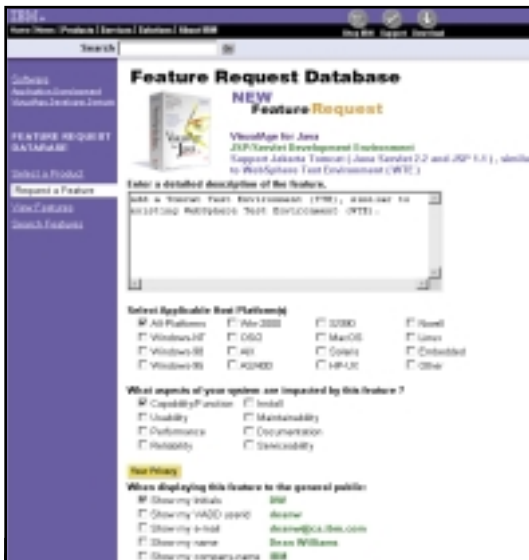 IBM
Home | News | Products | Services | Solutions | About IBM
Shop IBM Support Download
Search
Software
Application Development
VisualAge Developer Domain
FEATURE REQUEST
DATABASE
Select a Product
Request a Feature
View Features
Search Features
Feature Request Database
NEW
Feature Request
VisualAge for Java
JSP/Servlet Development Environment
Support Jakarta Tomcat (Java Servlet 2.2 and JSP 1.1), similar
to WebSphere Test Environment (WTE)
Enter a detailed description of the feature.
Add a Tomcat Test Environment (TTE), similar to
existing WebSphere Test Environment (WTE).
Select Applicable Host Platform(s)
All Platforms Win 2000 S/390 Novell
Windows NT OS/2 MacOS Linux
Windows 98 AIX Solaris Embedded
Windows 95 AS/400 HP-UX Other
What aspects of your system are impacted by this feature ?
Capability/Function Install
Usability Maintainability
Performance Documentation
Reliability Serviceability
Your Privacy
When displaying this feature to the general public:
Show my initials DW
Show my VADD userid deanw
Show my e-mail deanw@ca.ibm.com
Show my name Dean Williams
Show my company name IBM